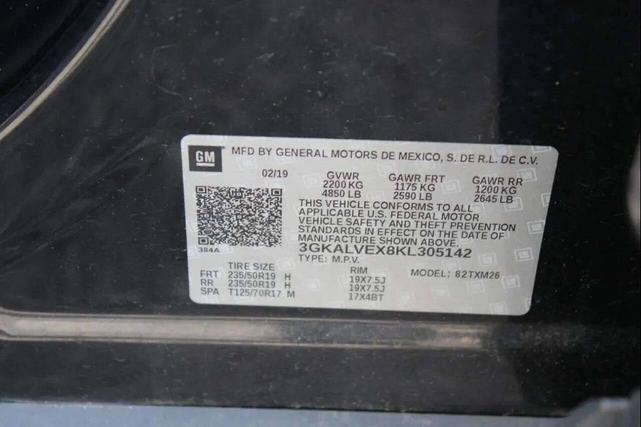 GM MFD BY GENERAL MOTORS DE MEXICO, S. DE R.L. DE C.V.
02/19 GVWR GAWR FRT GAWR RR
2200 KG 1175 KG 1200 KG
4850 LB 2590 LB 2645 LB
THIS VEHICLE CONFORMS TO ALL
APPLICABLE U.S. FEDERAL MOTOR
VEHICLE SAFETY AND THEFT PREVENTION
STANDARDS IN EFFECT ON THE DATE OF
MANUFACTURE SHOWN ABOVE.
384A 3GKALVEX8KL305142
TYPE: M.P.V.
TIRE SIZE RIM MODEL: 82TXM26
FRT 235/50R19 H 19X7.5J
RR 235/50R19 H 19X7.5J
SPA T125/70R17 M 17X4BT